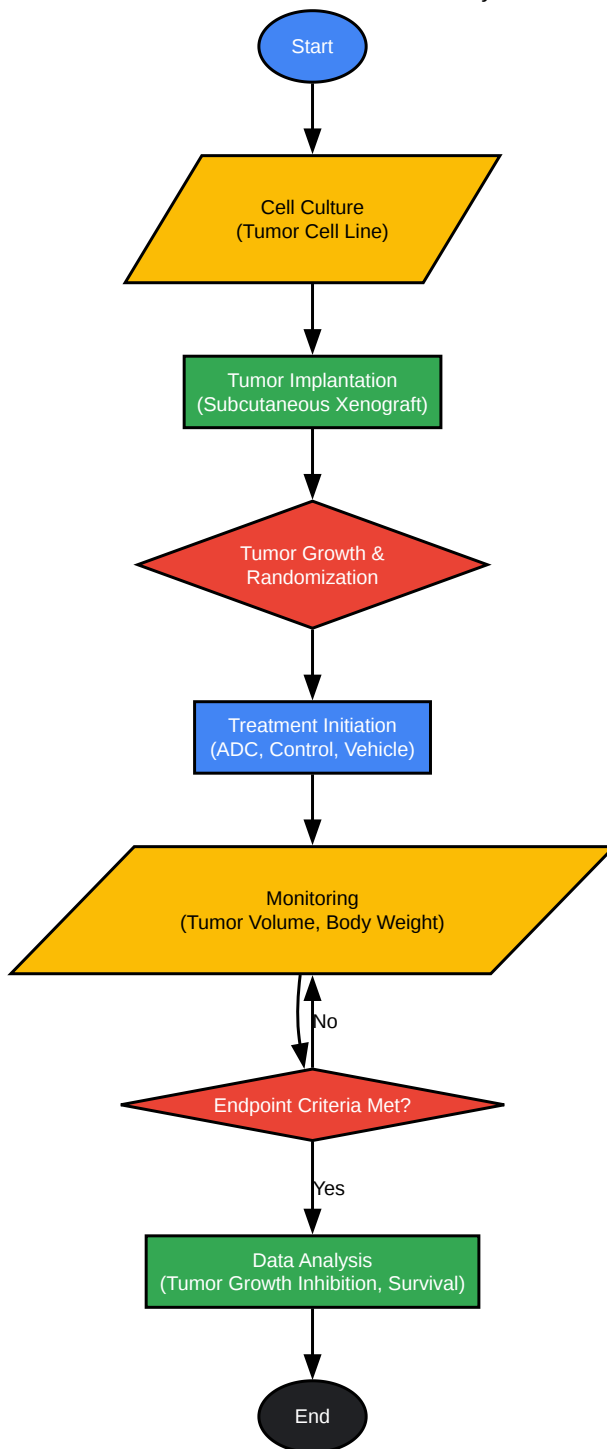 Start
Cell Culture
(Tumor Cell Line)
Tumor Implantation
(Subcutaneous Xenograft)
Tumor Growth &
Randomization
Treatment Initiation
(ADC, Control, Vehicle)
Monitoring
(Tumor Volume, Body Weight)
No
Endpoint Criteria Met?
Yes
Data Analysis
(Tumor Growth Inhibition, Survival)
End